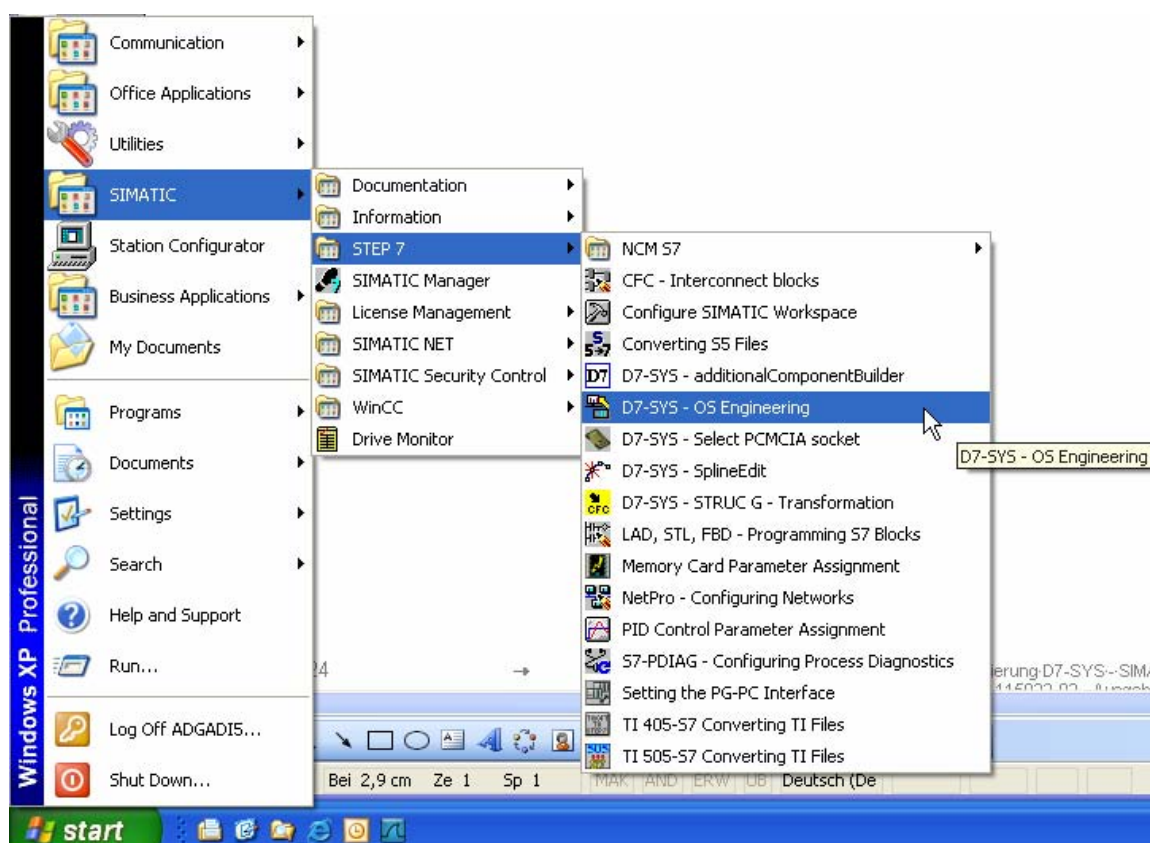 Communication
Office Applications
Utilities
SIMATIC
Station Configurator
Business Applications
My Documents
Programs
Documents
Settings
Search
Help and Support
Run...
Log Off ADGADI5...
Shut Down...
Windows XP Professional
Documentation
Information
STEP 7
SIMATIC Manager
License Management
SIMATIC NET
SIMATIC Security Control
WinCC
Drive Monitor
NCM S7
CFC - Interconnect blocks
Configure SIMATIC Workspace
Converting S5 Files
D7-SYS - additionalComponentBuilder
D7-SYS - OS Engineering
D7-SYS - Select PCMCIA socket
D7-SYS - SplineEdit
D7-SYS - STRUC G - Transformation
LAD, STL, FBD - Programming S7 Blocks
Memory Card Parameter Assignment
NetPro - Configuring Networks
PID Control Parameter Assignment
S7-PDIAG - Configuring Process Diagnostics
Setting the PG-PC Interface
TI 405-S7 Converting TI Files
TI 505-S7 Converting TI Files
D7-SYS - OS Engineering
ierung·D7-SYS·-·SIMA
Bei 2,9 cm Ze 1 Sp 1 MAK ÄND ERW ÜB Deutsch (De
start